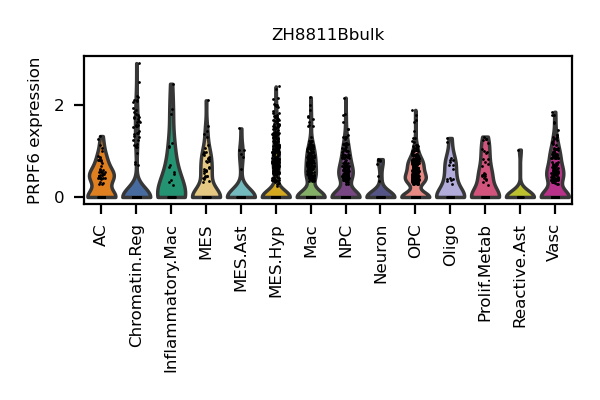 ZH8811Bbulk
PRPF6 expression
2
0
AC
Chromatin.Reg
Inflammatory.Mac
MES
MES.Ast
MES.Hyp
Mac
NPC
Neuron
OPC
Oligo
Prolif.Metab
Reactive.Ast
Vasc